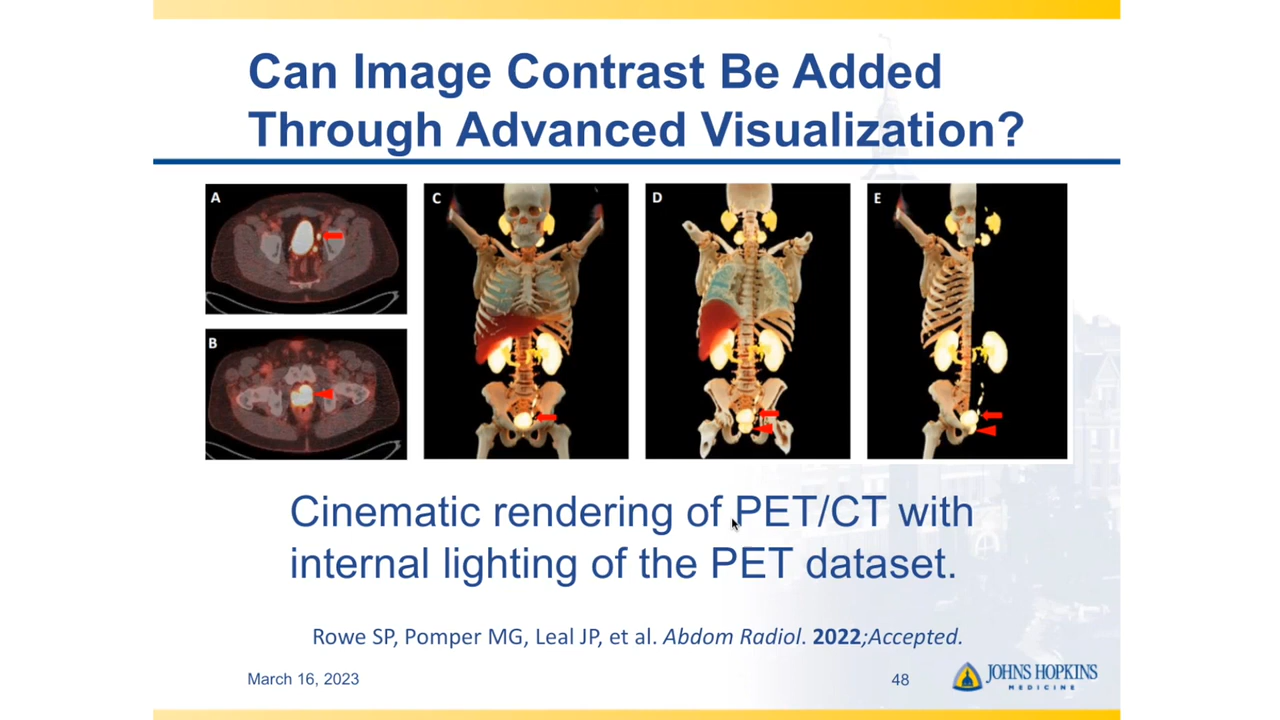 Can Image Contrast Be Added
Through Advanced Visualization?
A
B
C
D
E
Cinematic rendering of PET/CT with
internal lighting of the PET dataset.
Rowe SP, Pomper MG, Leal JP, et al. Abdom Radiol. 2022;Accepted.
March 16, 2023
48
JOHNS HOPKINS
MEDICINE